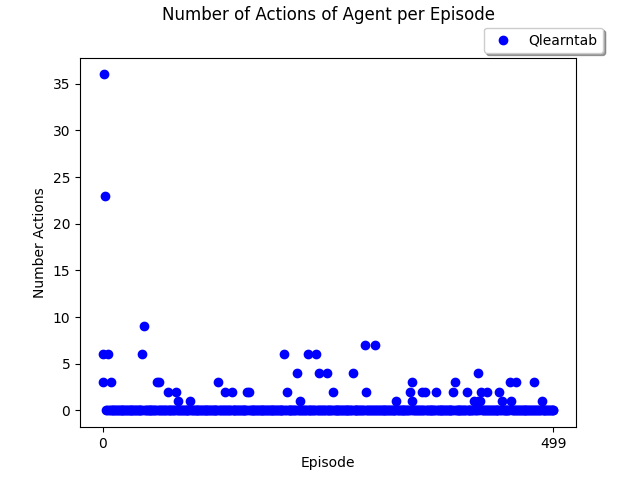 Number of Actions of Agent per Episode
Qlearntab
35
30
25
20
15
10
5
0
Number Actions
0 499
Episode